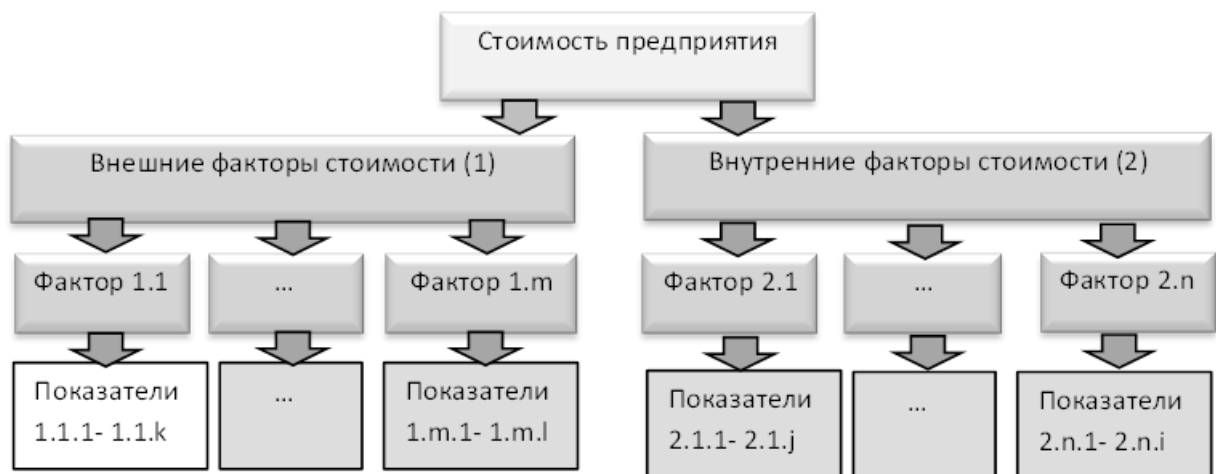 Стоимость предприятия
Внешние факторы стоимости (1)
Внутренние факторы стоимости (2)
Фактор 1.1
...
Фактор 1.m
Фактор 2.1
...
Фактор 2.n
Показатели
1.1.1- 1.1.k
...
Показатели
1.m.1- 1.m.l
Показатели
2.1.1- 2.1.j
...
Показатели
2.n.1- 2.n.i